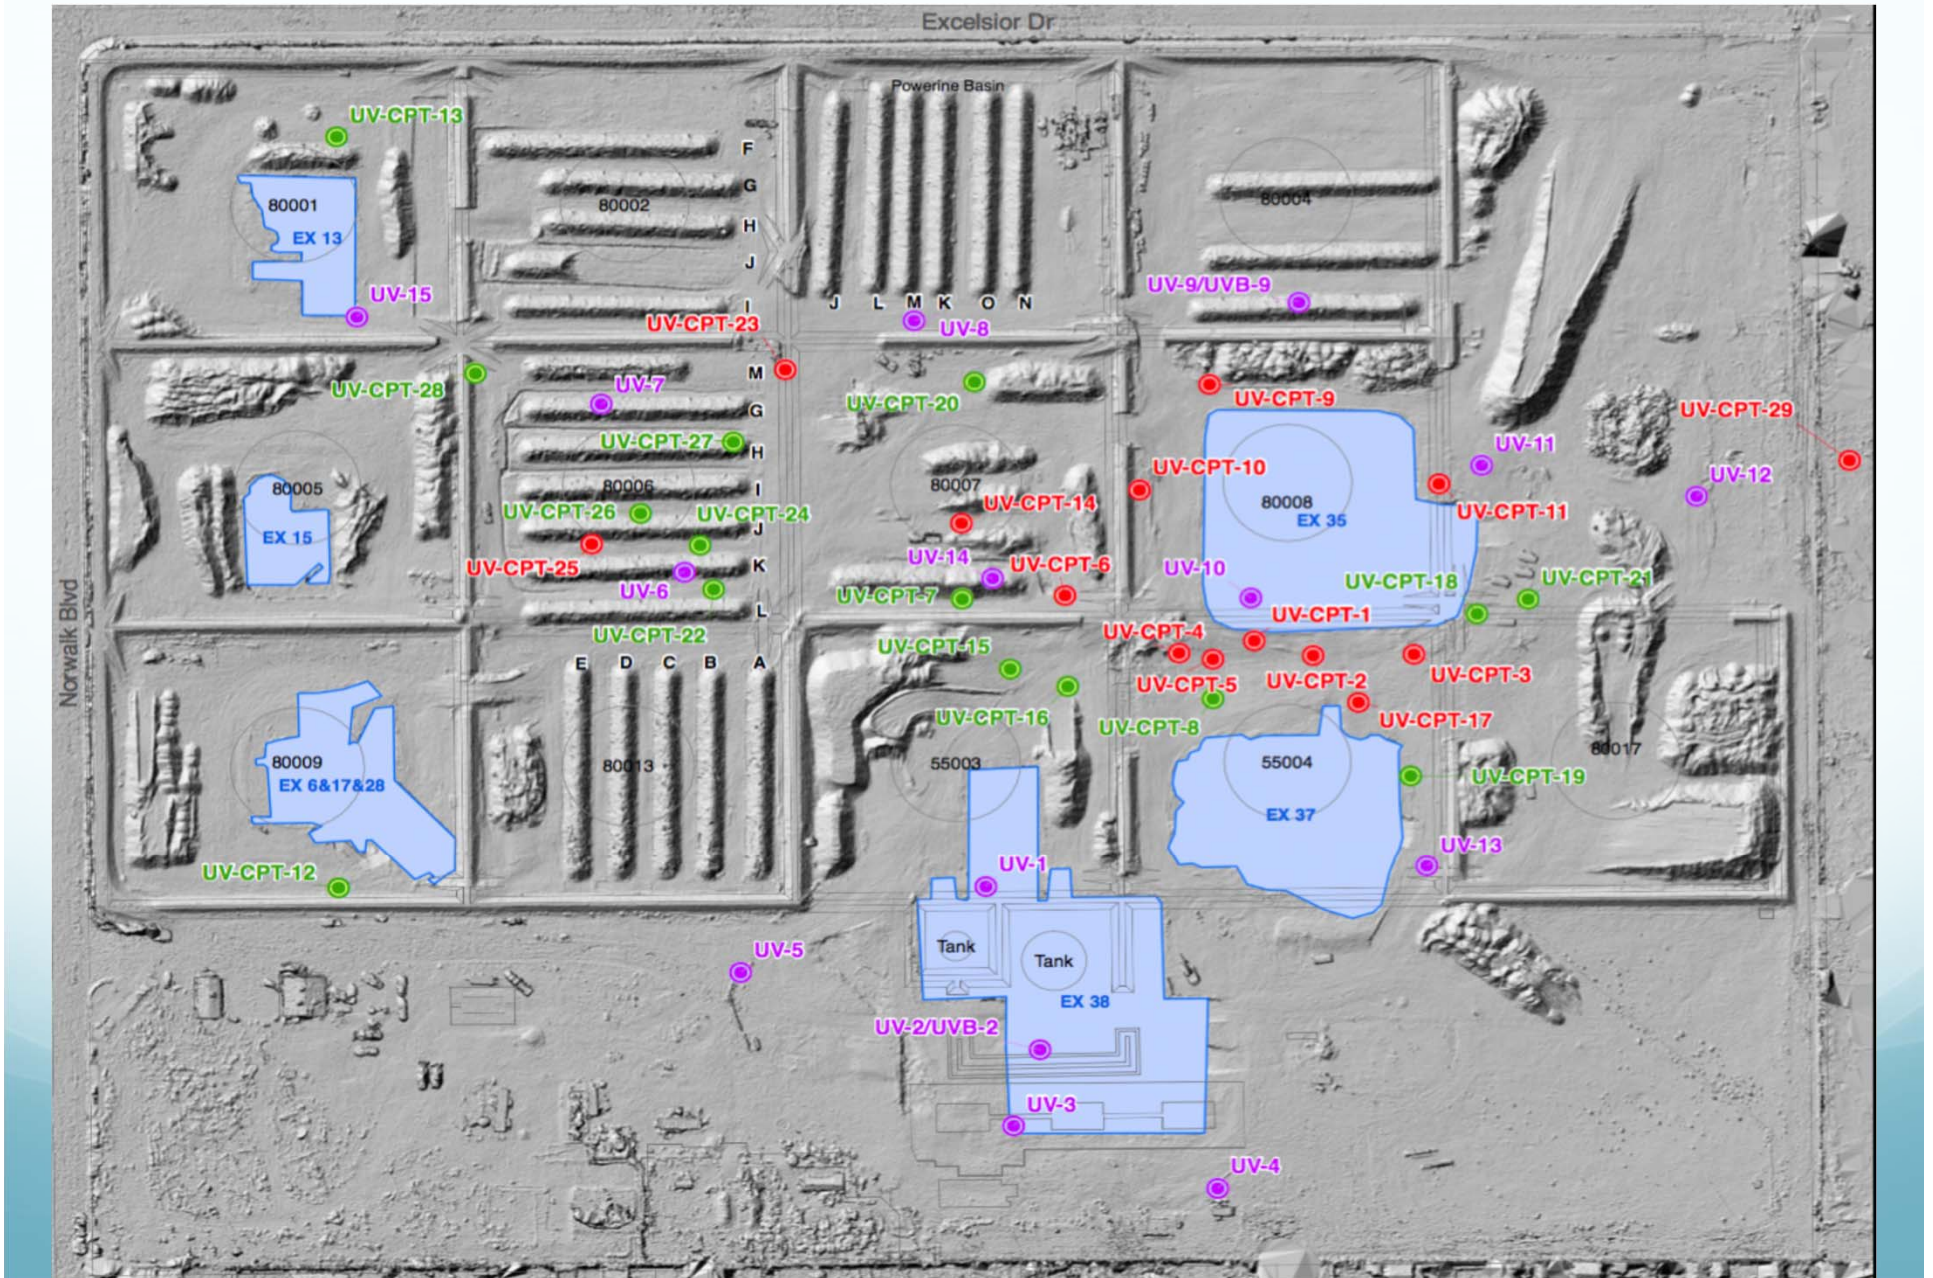 Excelsior Dr
Powerine Basin
UV-CPT-13
F
G
80001
80002
80004
H
EX 13
J
UV-9/UVB-9
UV-15
I
J
L
M
K
O
N
UV-CPT-23
UV-8
M
UV-7
UV-CPT-28
UV-CPT-20
UV-CPT-9
UV-CPT-29
G
UV-CPT-27
H
UV-11
UV-CPT-10
UV-12
80005
80006
I
80007
UV-CPT-14
80008
EX 35
UV-CPT-11
UV-CPT-26
UV-CPT-24
J
EX 15
UV-14
UV-CPT-6
UV-CPT-25
K
UV-10
UV-CPT-18
UV-CPT-21
UV-6
UV-CPT-7
L
UV-CPT-1
Norwalk Blvd
UV-CPT-22
UV-CPT-4
UV-CPT-15
E
D
C
B
A
UV-CPT-5
UV-CPT-2
UV-CPT-3
UV-CPT-16
UV-CPT-8
UV-CPT-17
80009
80013
55003
55004
80017
EX 6&17&28
UV-CPT-19
EX 37
UV-13
UV-1
UV-CPT-12
UV-5
Tank
Tank
EX 38
UV-2/UVB-2
UV-3
UV-4